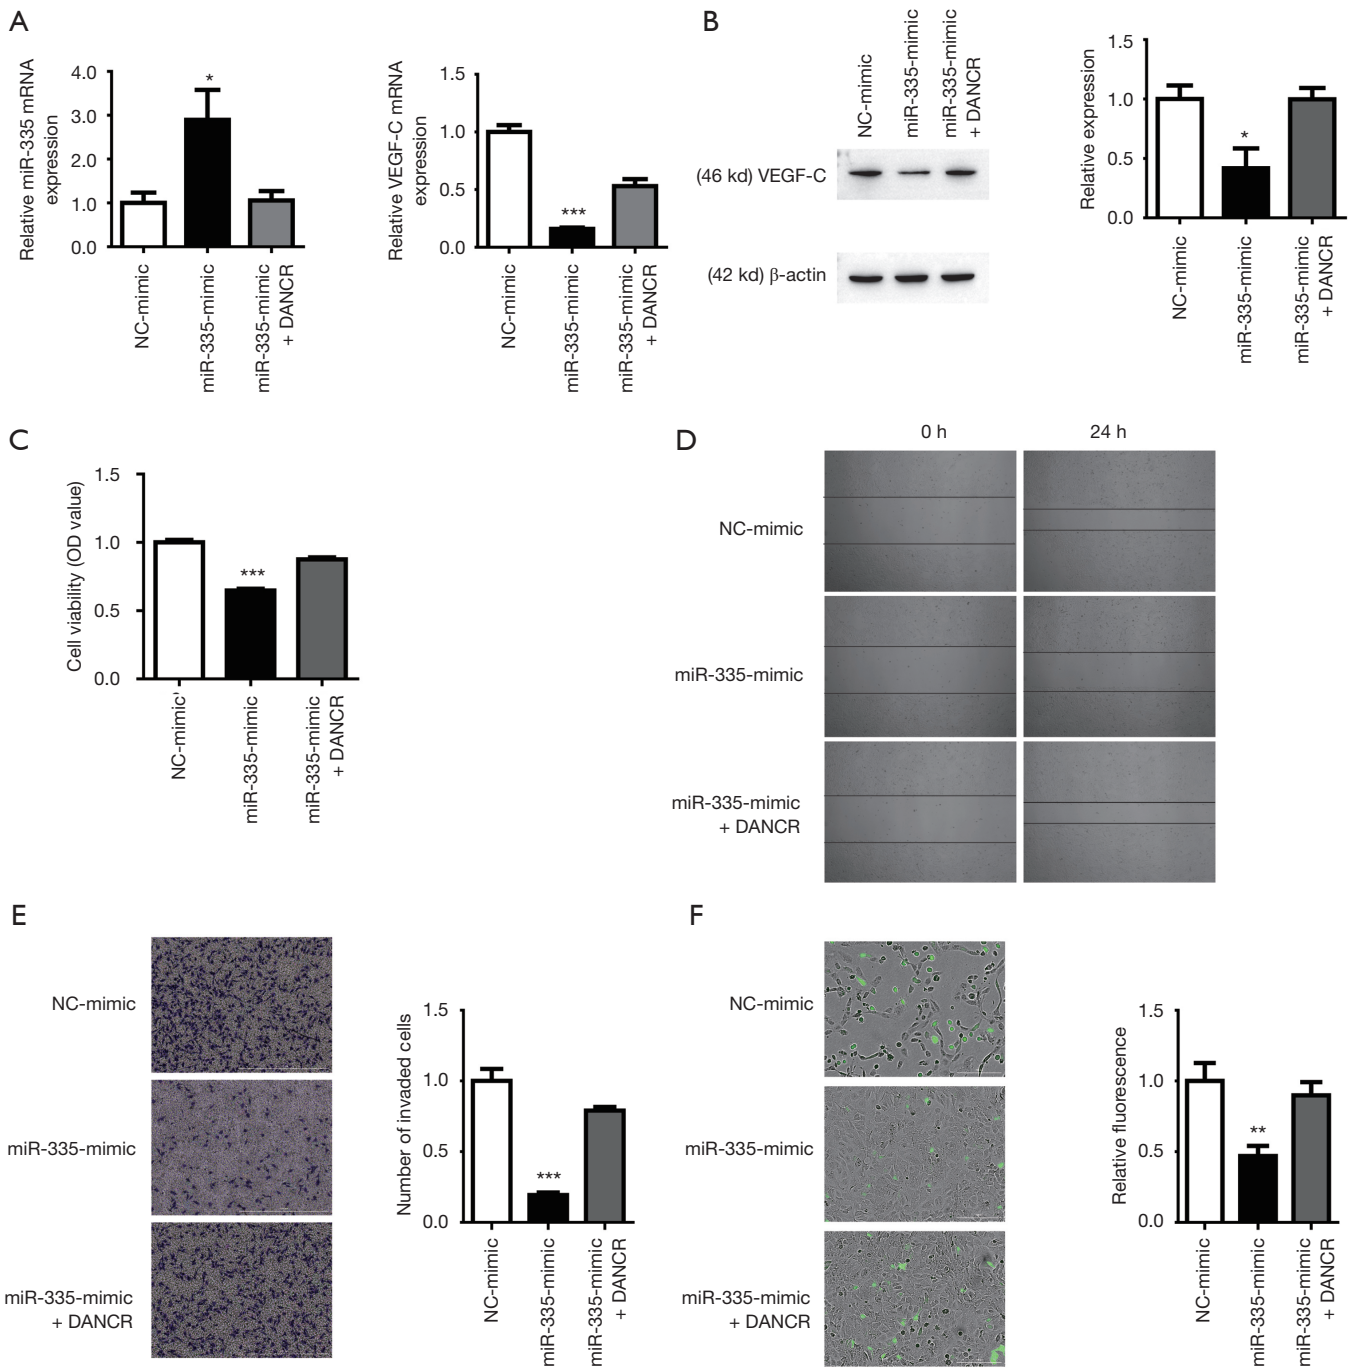 A
Relative miR-335 mRNA
expression
4.0
3.0
2.0
1.0
0.0
*
NC-mimic
miR-335-mimic
miR-335-mimic
+ DANCR
Relative VEGF-C mRNA
expression
1.5
1.0
0.5
0.0
***
NC-mimic
miR-335-mimic
miR-335-mimic
+ DANCR
B
NC-mimic
miR-335-mimic
miR-335-mimic
+ DANCR
(46 kd) VEGF-C
(42 kd) β-actin
Relative expression
1.5
1.0
0.5
0.0
*
NC-mimic
miR-335-mimic
miR-335-mimic
+ DANCR
C
Cell viability (OD value)
1.5
1.0
0.5
0.0
***
NC-mimic
miR-335-mimic
miR-335-mimic
+ DANCR
D
0 h
24 h
NC-mimic
miR-335-mimic
miR-335-mimic
+ DANCR
E
NC-mimic
miR-335-mimic
miR-335-mimic
+ DANCR
Number of invaded cells
1.5
1.0
0.5
0.0
***
NC-mimic
miR-335-mimic
miR-335-mimic
+ DANCR
F
NC-mimic
miR-335-mimic
miR-335-mimic
+ DANCR
Relative fluorescence
1.5
1.0
0.5
0.0
**
NC-mimic
miR-335-mimic
miR-335-mimic
+ DANCR